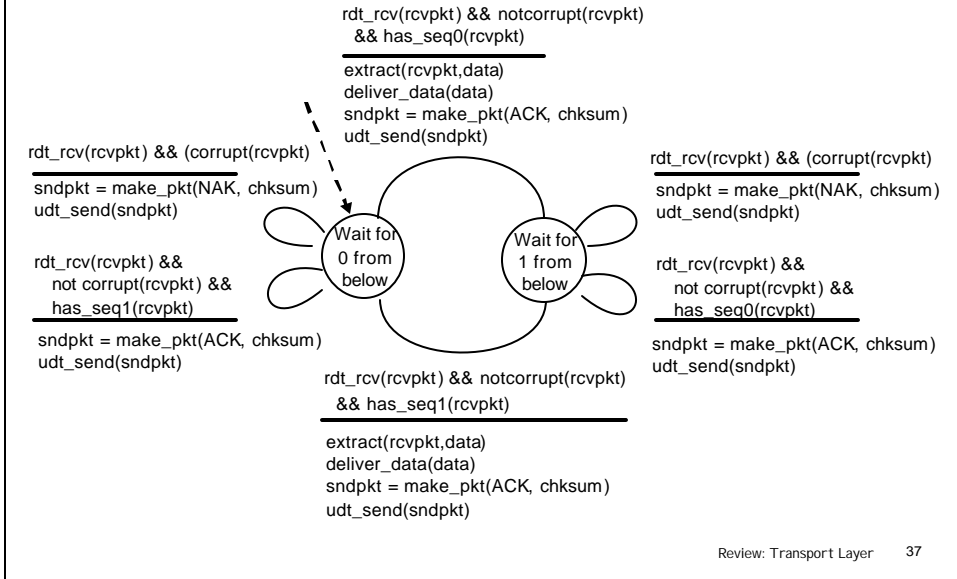 rdt_rcv(rcvpkt) && notcorrupt(rcvpkt)
&& has_seq0(rcvpkt)
extract(rcvpkt,data)
deliver_data(data)
sndpkt = make_pkt(ACK, chksum)
udt_send(sndpkt)
rdt_rcv(rcvpkt) && (corrupt(rcvpkt)
sndpkt = make_pkt(NAK, chksum)
udt_send(sndpkt)
rdt_rcv(rcvpkt) &&
not corrupt(rcvpkt) &&
has_seq1(rcvpkt)
sndpkt = make_pkt(ACK, chksum)
udt_send(sndpkt)
Wait for
0 from
below
Wait for
1 from
below
rdt_rcv(rcvpkt) && (corrupt(rcvpkt)
sndpkt = make_pkt(NAK, chksum)
udt_send(sndpkt)
rdt_rcv(rcvpkt) &&
not corrupt(rcvpkt) &&
has_seq0(rcvpkt)
sndpkt = make_pkt(ACK, chksum)
udt_send(sndpkt)
rdt_rcv(rcvpkt) && notcorrupt(rcvpkt)
&& has_seq1(rcvpkt)
extract(rcvpkt,data)
deliver_data(data)
sndpkt = make_pkt(ACK, chksum)
udt_send(sndpkt)
Review: Transport Layer 37